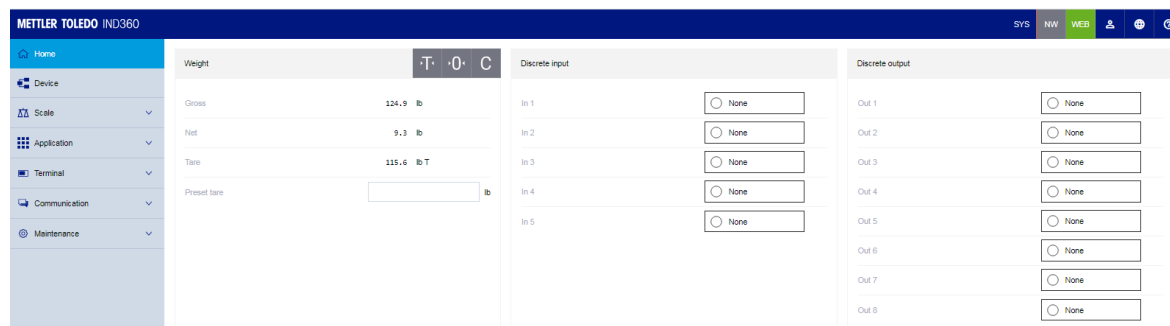 METTLER TOLEDO IND360 SYS NW WEB
Home
Device
Scale
Application
Terminal
Communication
Maintenance
Weight T 0 C
Gross 124.9 lb
Net 9.3 lb
Tare 115.6 lb T
Preset tare lb
Discrete input
In 1 None
In 2 None
In 3 None
In 4 None
In 5 None
Discrete output
Out 1 None
Out 2 None
Out 3 None
Out 4 None
Out 5 None
Out 6 None
Out 7 None
Out 8 None